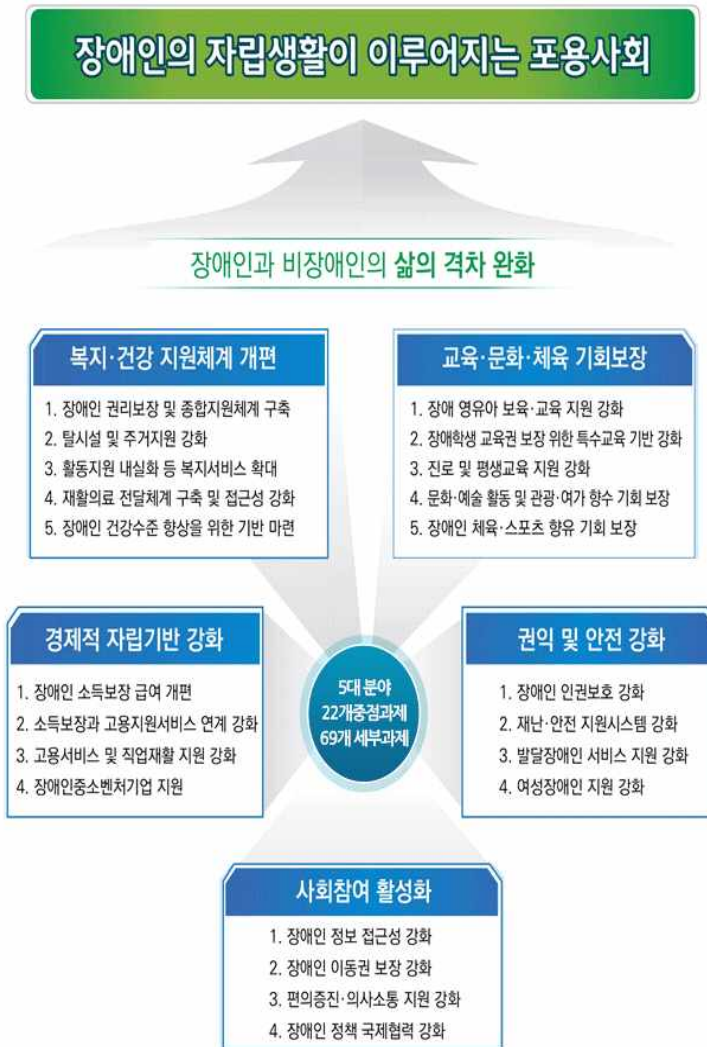 장애인의 자립생활이 이루어지는 포용사회
장애인과 비장애인의 삶의 격차 완화
복지·건강 지원체계 개편
1. 장애인 권리보장 및 종합지원체계 구축
2. 탈시설 및 주거지원 강화
3. 활동지원 내실화 등 복지서비스 확대
4. 재활의료 전달체계 구축 및 접근성 강화
5. 장애인 건강수준 향상을 위한 기반 마련
교육·문화·체육 기회보장
1. 장애 영유아 보육·교육 지원 강화
2. 장애학생 교육권 보장 위한 특수교육 기반 강화
3. 진로 및 평생교육 지원 강화
4. 문화·예술 활동 및 관광·여가 향수 기회 보장
5. 장애인 체육·스포츠 향유 기회 보장
경제적 자립기반 강화
1. 장애인 소득보장 급여 개편
2. 소득보장과 고용지원서비스 연계 강화
3. 고용서비스 및 직업재활 지원 강화
4. 장애인중소벤처기업 지원
5대 분야
22개중점과제
69개 세부과제
권익 및 안전 강화
1. 장애인 인권보호 강화
2. 재난·안전 지원시스템 강화
3. 발달장애인 서비스 지원 강화
4. 여성장애인 지원 강화
사회참여 활성화
1. 장애인 정보 접근성 강화
2. 장애인 이동권 보장 강화
3. 편의증진·의사소통 지원 강화
4. 장애인 정책 국제협력 강화